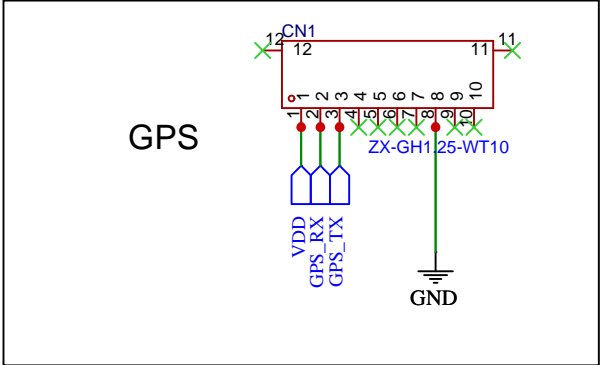 CN1
12
12
11
11
GPS
1 2 3 4 5 6 7 8 9 10
1 2 3 4 5 6 7 8 9 10
ZX-GH1.25-WT10
VDD
GPS_RX
GPS_TX
GND